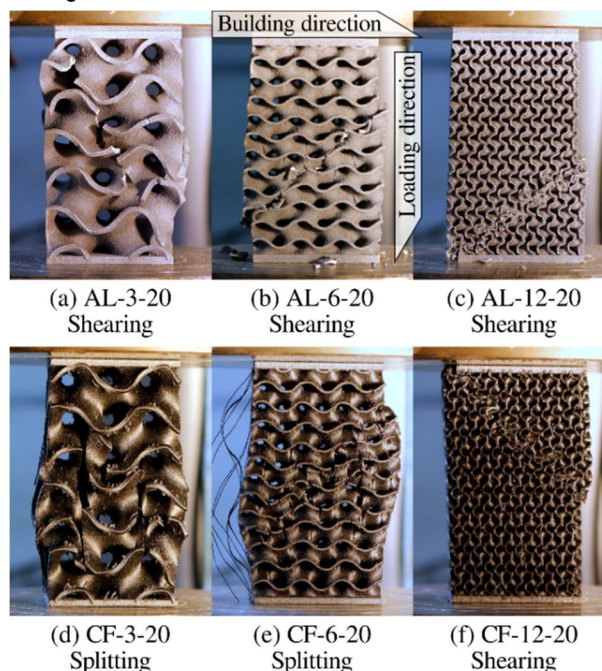 Building direction
Loading direction
(a) AL-3-20
Shearing
(b) AL-6-20
Shearing
(c) AL-12-20
Shearing
(d) CF-3-20
Splitting
(e) CF-6-20
Splitting
(f) CF-12-20
Shearing